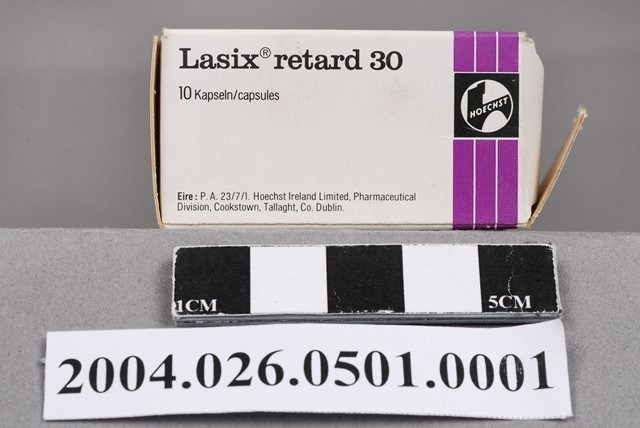 Lasix® retard 30
10 Kapseln/capsules
HOECHST
Eire: P. A. 23/7/1. Hoechst Ireland Limited, Pharmaceutical
Division, Cookstown, Tallaght, Co. Dublin.
1CM 5CM
2004.026.0501.0001